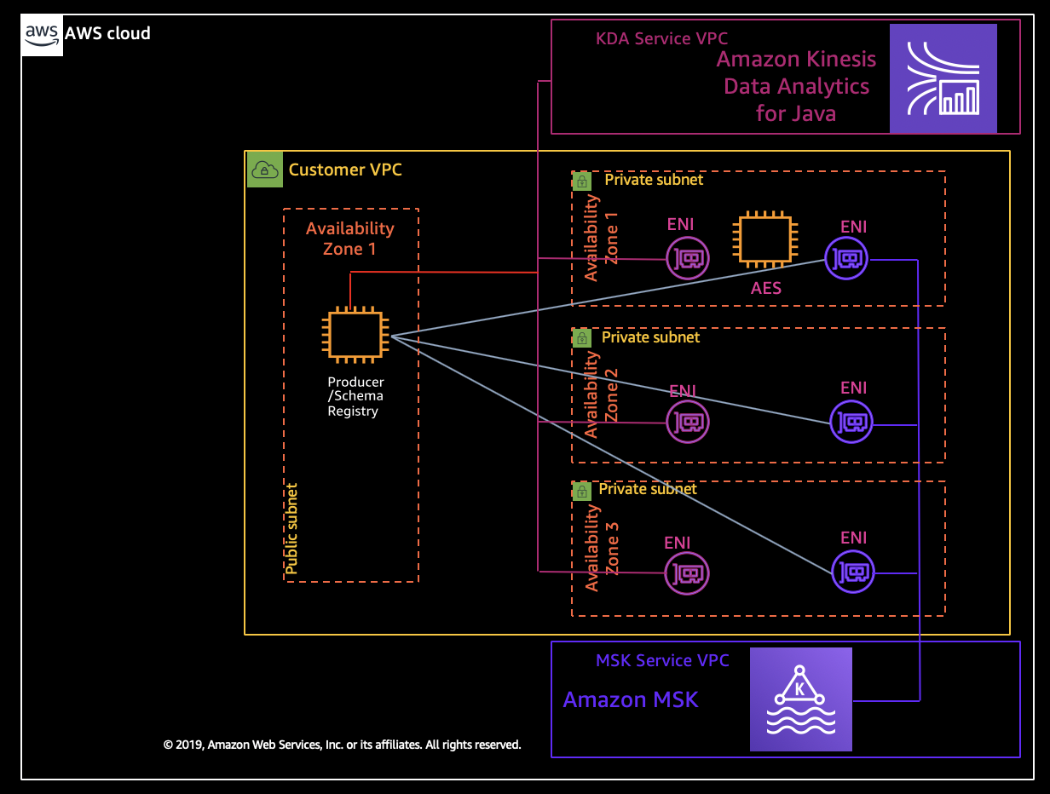 aws
AWS cloud
KDA Service VPC
Amazon Kinesis
Data Analytics
for Java
Customer VPC
Availability
Zone 1
Producer
/Schema
Registry
Public subnet
Private subnet
Availability
Zone 1
ENI
AES
ENI
Private subnet
Availability
Zone 2
ENI
ENI
Private subnet
Availability
Zone 3
ENI
ENI
MSK Service VPC
Amazon MSK
K
© 2019, Amazon Web Services, Inc. or its affiliates. All rights reserved.